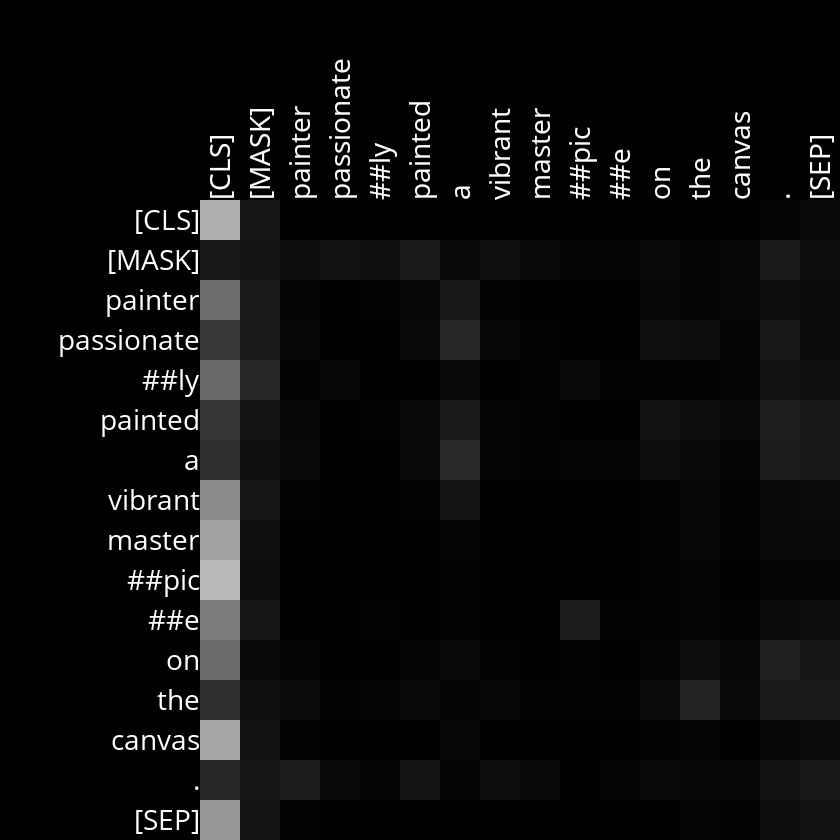 [CLS] [MASK] painter passionate ##ly painted a vibrant master ##pic ##e on the canvas . [SEP]
[CLS]
[MASK]
painter
passionate
##ly
painted
a
vibrant
master
##pic
##e
on
the
canvas
.
[SEP]